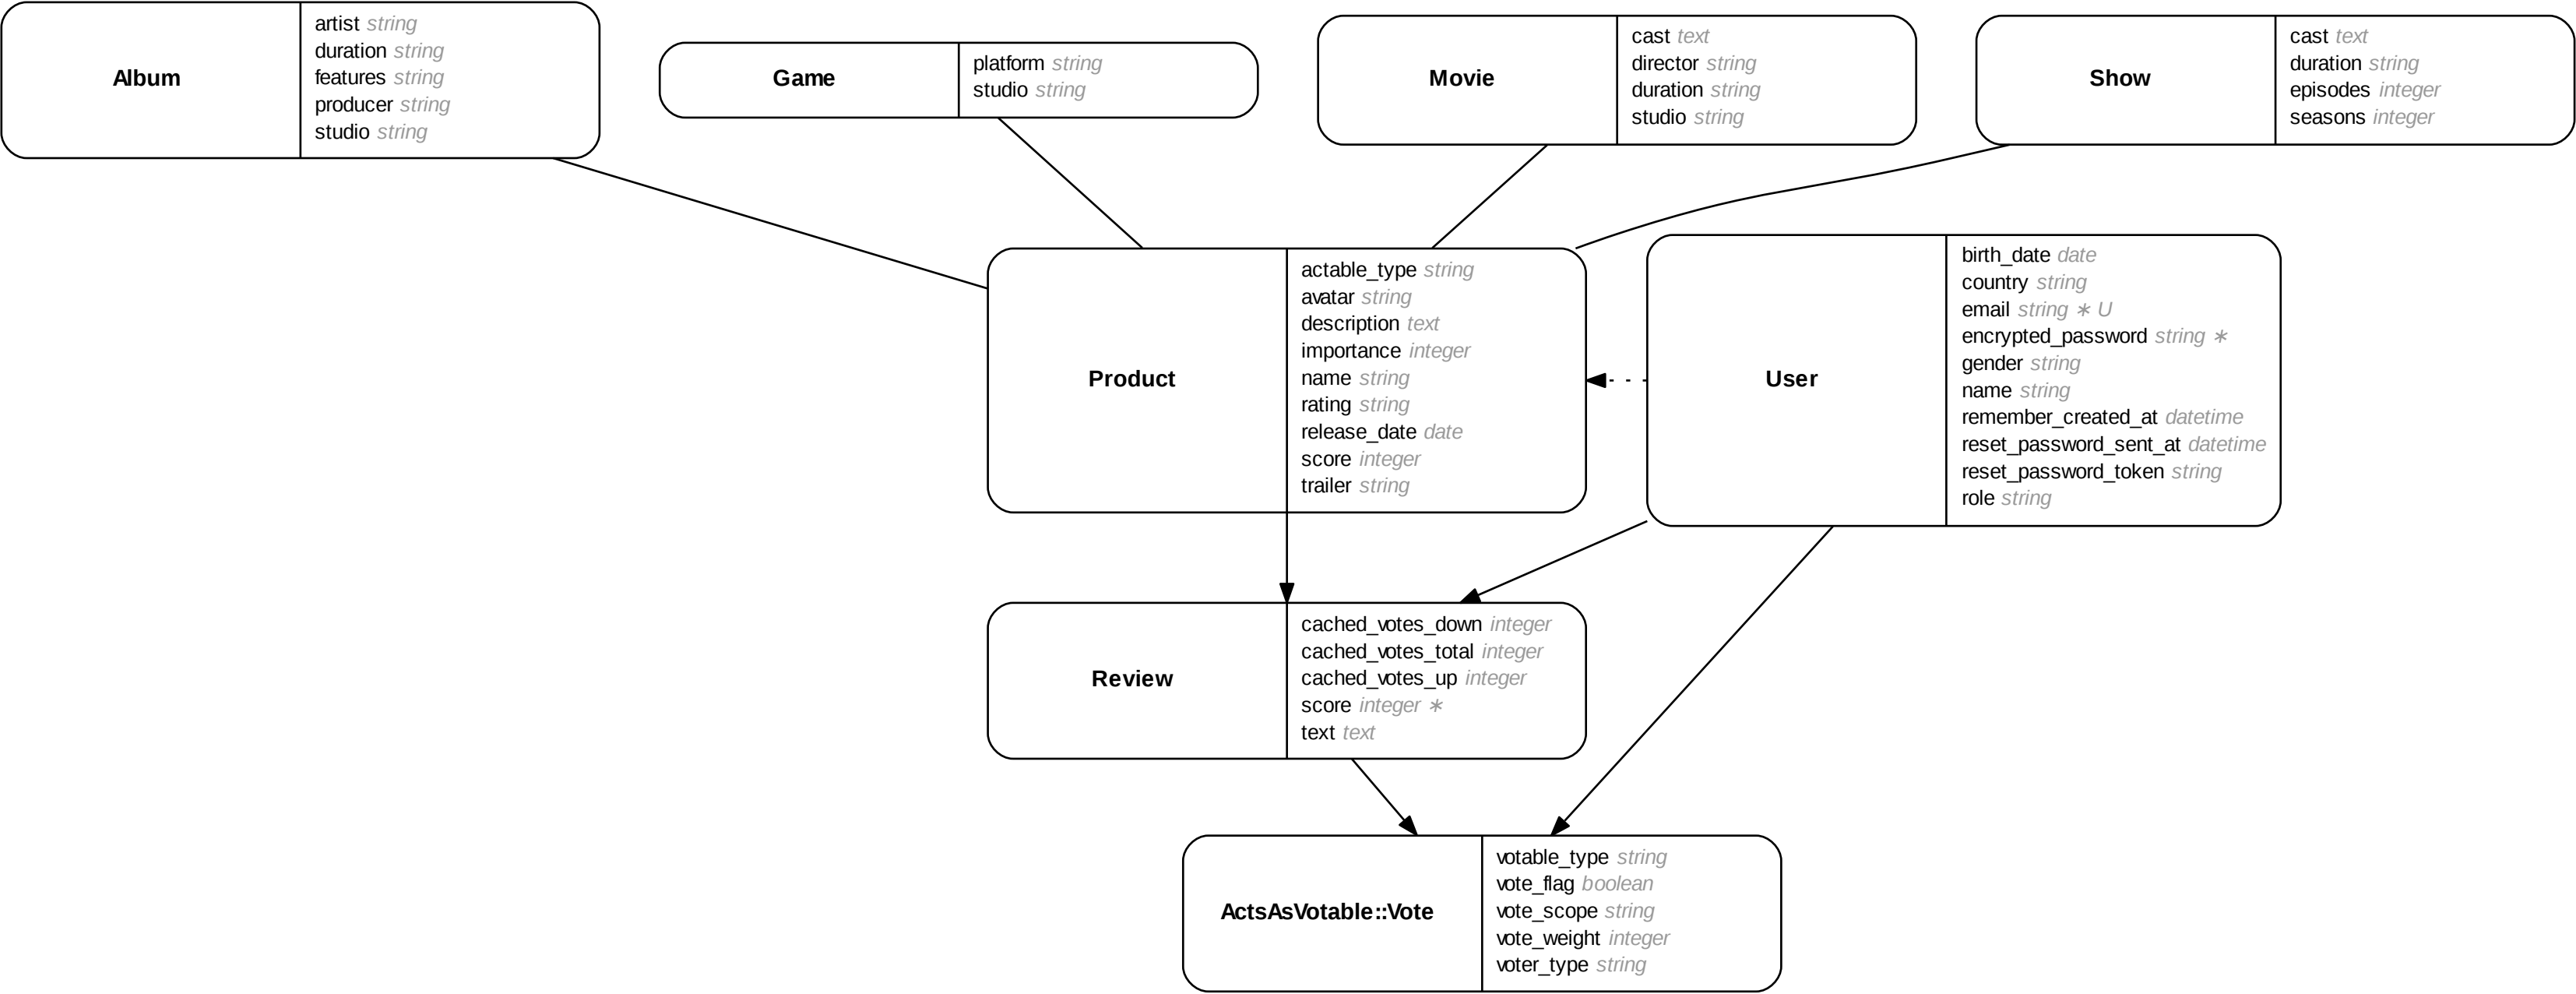 Album
artist string
duration string
features string
producer string
studio string
Game
platform string
studio string
Movie
cast text
director string
duration string
studio string
Show
cast text
duration string
episodes integer
seasons integer
Product
actable_type string
avatar string
description text
importance integer
name string
rating string
release_date date
score integer
trailer string
User
birth_date date
country string
email string ∗ U
encrypted_password string ∗
gender string
name string
remember_created_at datetime
reset_password_sent_at datetime
reset_password_token string
role string
Review
cached_votes_down integer
cached_votes_total integer
cached_votes_up integer
score integer ∗
text text
ActsAsVotable::Vote
votable_type string
vote_flag boolean
vote_scope string
vote_weight integer
voter_type string